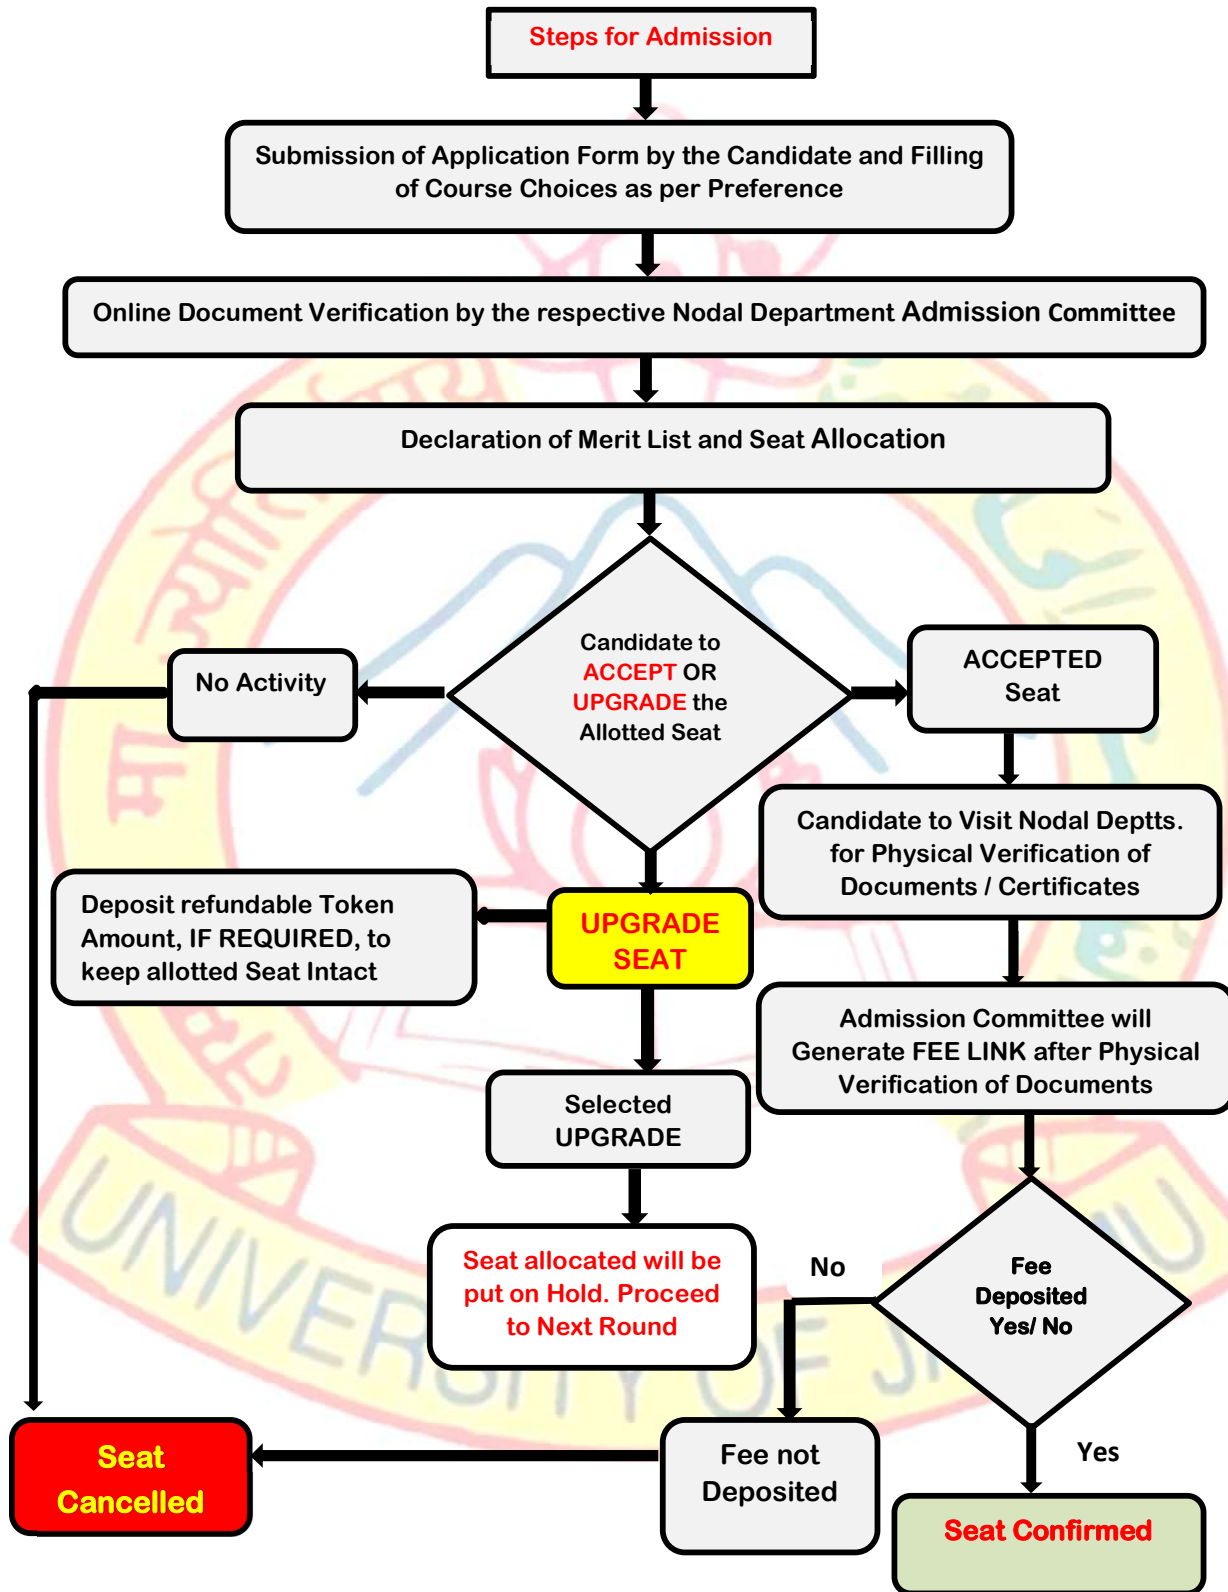 Steps for Admission
Submission of Application Form by the Candidate and Filling
of Course Choices as per Preference
Online Document Verification by the respective Nodal Department Admission Committee
Declaration of Merit List and Seat Allocation
Candidate to
ACCEPT OR
UPGRADE the
Allotted Seat
No Activity
ACCEPTED
Seat
Candidate to Visit Nodal Deptts.
for Physical Verification of
Documents / Certificates
Deposit refundable Token
Amount, IF REQUIRED, to
keep allotted Seat Intact
UPGRADE
SEAT
Admission Committee will
Generate FEE LINK after Physical
Verification of Documents
Selected
UPGRADE
Seat allocated will be
put on Hold. Proceed
to Next Round
No
Fee
Deposited
Yes/ No
Seat
Cancelled
Fee not
Deposited
Yes
Seat Confirmed
UNIVERSITY OF